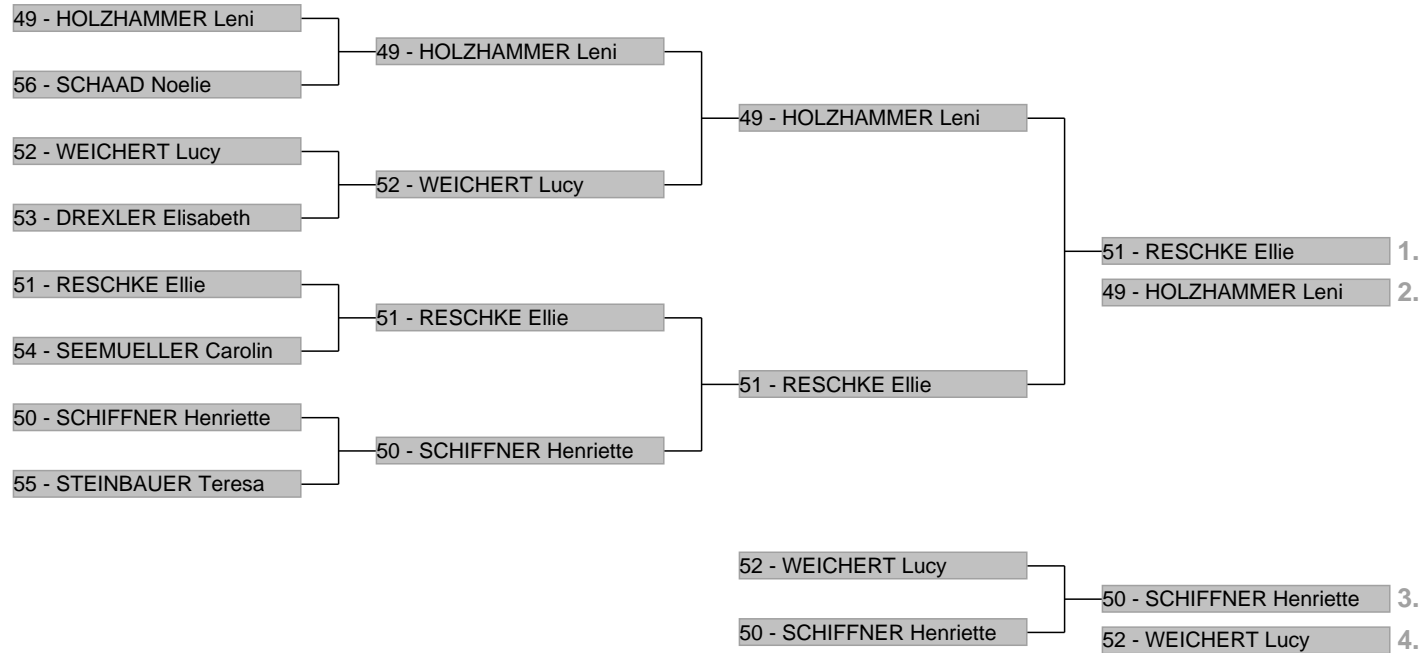 49 - HOLZHAMMER Leni
56 - SCHAAD Noelie
52 - WEICHERT Lucy
53 - DREXLER Elisabeth
51 - RESCHKE Ellie
54 - SEEMUELLER Carolin
50 - SCHIFFNER Henriette
55 - STEINBAUER Teresa
49 - HOLZHAMMER Leni
52 - WEICHERT Lucy
51 - RESCHKE Ellie
50 - SCHIFFNER Henriette
49 - HOLZHAMMER Leni
51 - RESCHKE Ellie
51 - RESCHKE Ellie 1.
49 - HOLZHAMMER Leni 2.
52 - WEICHERT Lucy
50 - SCHIFFNER Henriette
50 - SCHIFFNER Henriette 3.
52 - WEICHERT Lucy 4.